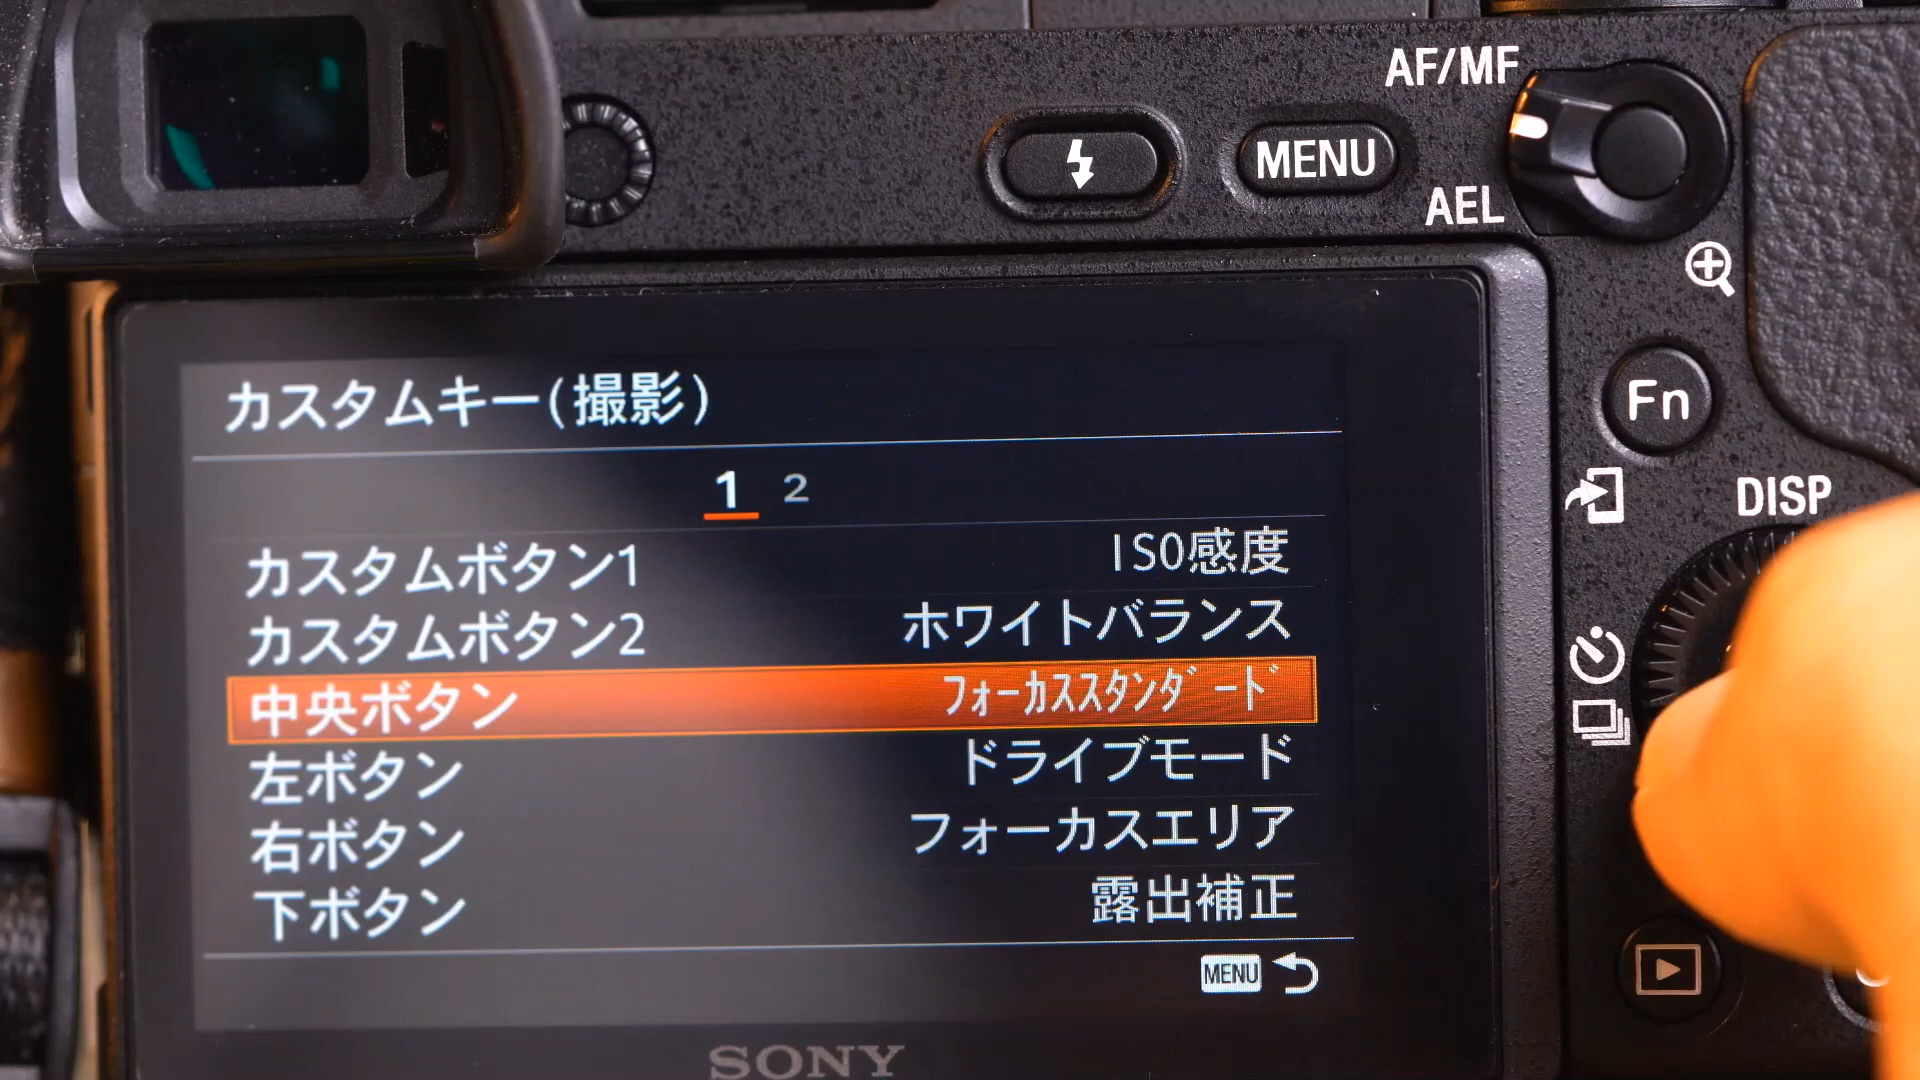 AF/MF
MENU
AEL
Fn
DISP
カスタムキー(撮影)
1 2
カスタムボタン1 ISO感度
カスタムボタン2 ホワイトバランス
中央ボタン ﾌｫｰｶｽｽﾀﾝﾀﾞｰﾄﾞ
左ボタン ドライブモード
右ボタン フォーカスエリア
下ボタン 露出補正
MENU
SONY